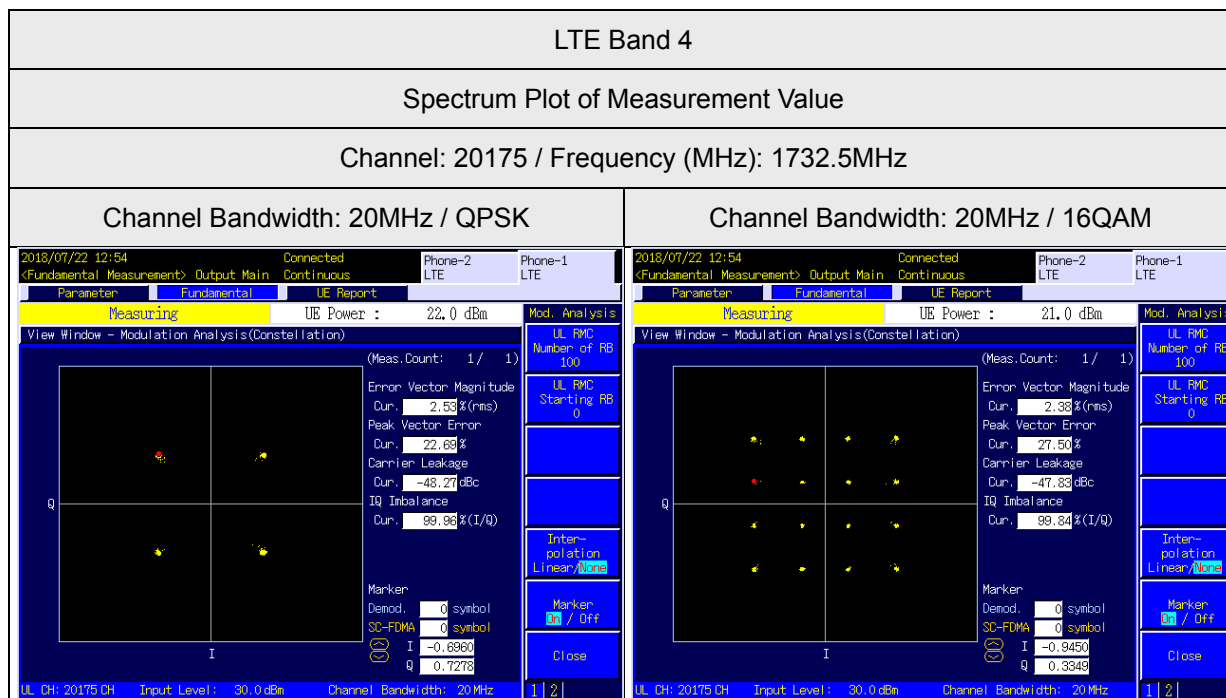 LTE Band 4
Spectrum Plot of Measurement Value
Channel: 20175 / Frequency (MHz): 1732.5MHz
Channel Bandwidth: 20MHz / QPSK
2018/07/22 12:54 Connected Phone-2 Phone-1
<Fundamental Measurement> Output Main Continuous LTE LTE
Parameter Fundamental UE Report
Measuring UE Power : 22.0 dBm Mod. Analysis
View Window - Modulation Analysis(Constellation)
(Meas.Count: 1/ 1)
Error Vector Magnitude
Cur. 2.53 %(rms)
Peak Vector Error
Cur. 22.69 %
Carrier Leakage
Cur. -48.27 dBc
IQ Imbalance
Cur. 99.96 %(I/Q)
Marker
Demod. 0 symbol
SC-FDMA 0 symbol
I -0.6960
Q 0.7278
Q
I
UL RMC
Number of RB
100
UL RMC
Starting RB
0
Inter-
polation
Linear/None
Marker
On / Off
Close
UL CH: 20175 CH Input Level: 30.0 dBm Channel Bandwidth: 20 MHz 1 2
Channel Bandwidth: 20MHz / 16QAM
2018/07/22 12:54 Connected Phone-2 Phone-1
<Fundamental Measurement> Output Main Continuous LTE LTE
Parameter Fundamental UE Report
Measuring UE Power : 21.0 dBm Mod. Analysis
View Window - Modulation Analysis(Constellation)
(Meas.Count: 1/ 1)
Error Vector Magnitude
Cur. 2.38 %(rms)
Peak Vector Error
Cur. 27.50 %
Carrier Leakage
Cur. -47.83 dBc
IQ Imbalance
Cur. 99.84 %(I/Q)
Marker
Demod. 0 symbol
SC-FDMA 0 symbol
I -0.9450
Q 0.3349
Q
I
UL RMC
Number of RB
100
UL RMC
Starting RB
0
Inter-
polation
Linear/None
Marker
On / Off
Close
UL CH: 20175 CH Input Level: 30.0 dBm Channel Bandwidth: 20 MHz 1 2